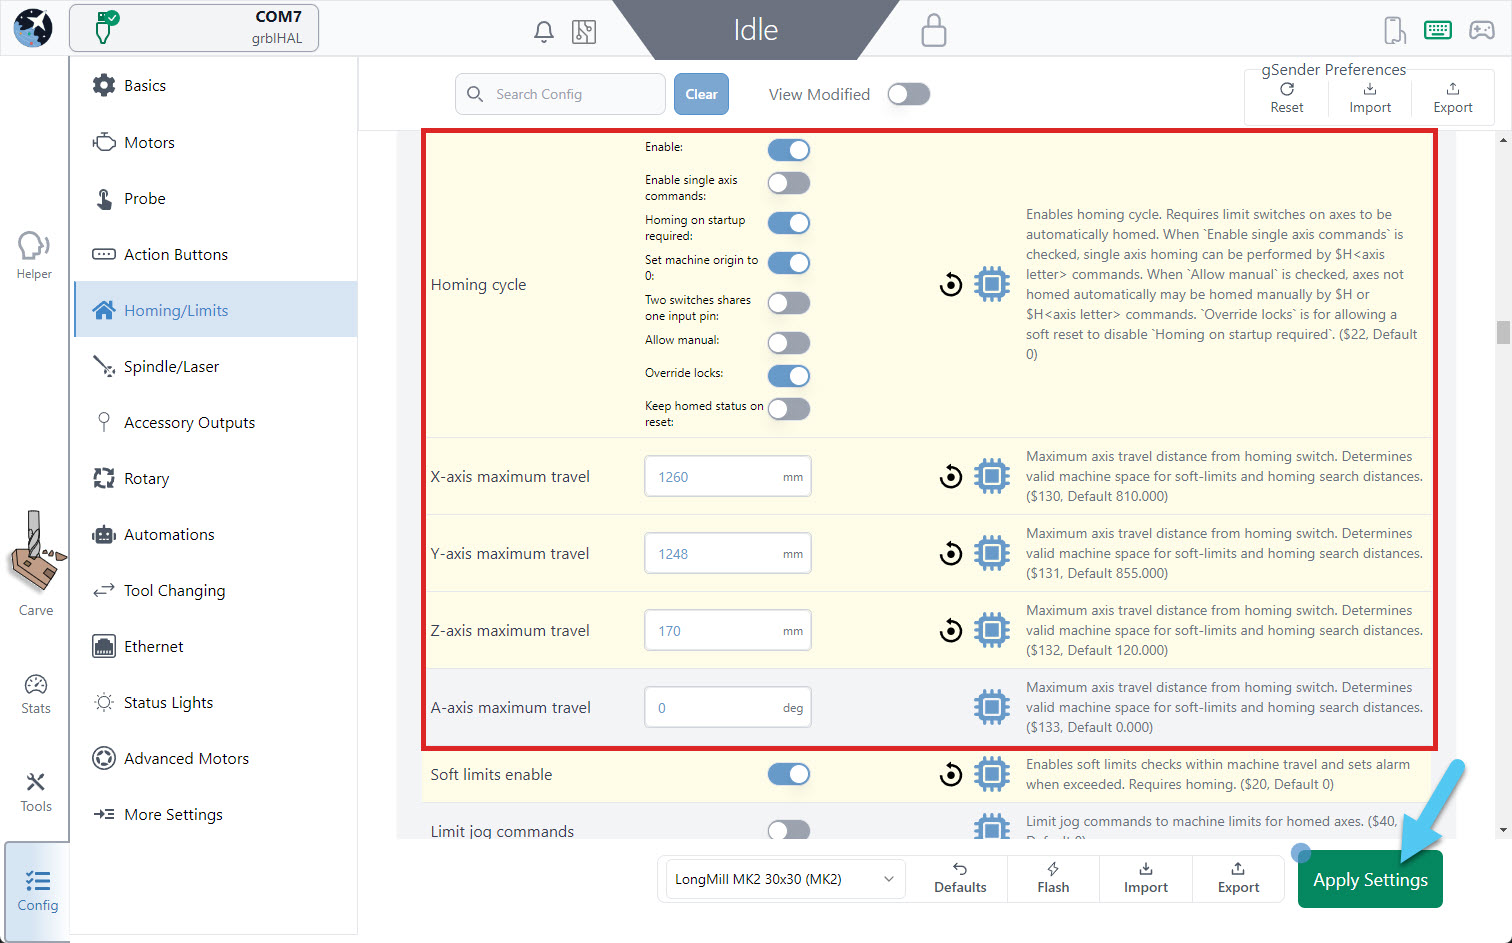 COM7
grblHAL
Idle
Search Config
Clear
View Modified
gSender Preferences
Reset
Import
Export
Basics
Motors
Probe
Action Buttons
Homing/Limits
Spindle/Laser
Accessory Outputs
Rotary
Automations
Tool Changing
Ethernet
Status Lights
Advanced Motors
More Settings
Helper
Carve
Stats
Tools
Config
Homing cycle
Enable:
Enable single axis
commands:
Homing on startup
required:
Set machine origin to
0:
Two switches shares
one input pin:
Allow manual:
Override locks:
Keep homed status on
reset:
Enables homing cycle. Requires limit switches on axes to be
automatically homed. When `Enable single axis commands` is
checked, single axis homing can be performed by $H<axis
letter> commands. When `Allow manual` is checked, axes not
homed automatically may be homed manually by $H or
$H<axis letter> commands. `Override locks` is for allowing a
soft reset to disable `Homing on startup required`. ($22, Default
0)
X-axis maximum travel
1260
mm
Maximum axis travel distance from homing switch. Determines
valid machine space for soft-limits and homing search distances.
($130, Default 810.000)
Y-axis maximum travel
1248
mm
Maximum axis travel distance from homing switch. Determines
valid machine space for soft-limits and homing search distances.
($131, Default 855.000)
Z-axis maximum travel
170
mm
Maximum axis travel distance from homing switch. Determines
valid machine space for soft-limits and homing search distances.
($132, Default 120.000)
A-axis maximum travel
0
deg
Maximum axis travel distance from homing switch. Determines
valid machine space for soft-limits and homing search distances.
($133, Default 0.000)
Soft limits enable
Enables soft limits checks within machine travel and sets alarm
when exceeded. Requires homing. ($20, Default 0)
Limit jog commands
Limit jog commands to machine limits for homed axes. ($40,
Default 0)
LongMill MK2 30x30 (MK2)
Defaults
Flash
Import
Export
Apply Settings